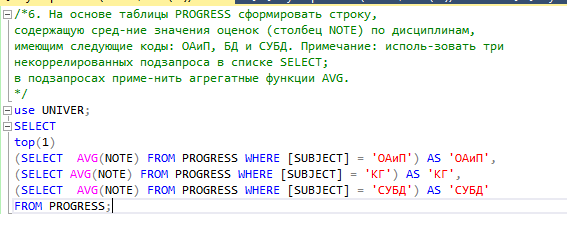 /*6. На основе таблицы PROGRESS сформировать строку,
содержащую сред-ние значения оценок (столбец NOTE) по дисциплинам,
имеющим следующие коды: ОАиП, БД и СУБД. Примечание: исполь-зовать три
некоррелированных подзапроса в списке SELECT;
в подзапросах приме-нить агрегатные функции AVG.
*/
use UNIVER;
SELECT
top(1)
(SELECT  AVG(NOTE) FROM PROGRESS WHERE [SUBJECT] = 'ОАиП') AS 'ОАиП',
(SELECT AVG(NOTE) FROM PROGRESS WHERE [SUBJECT] = 'КГ') AS 'КГ',
(SELECT  AVG(NOTE) FROM PROGRESS WHERE [SUBJECT] = 'СУБД') AS 'СУБД'
FROM PROGRESS;